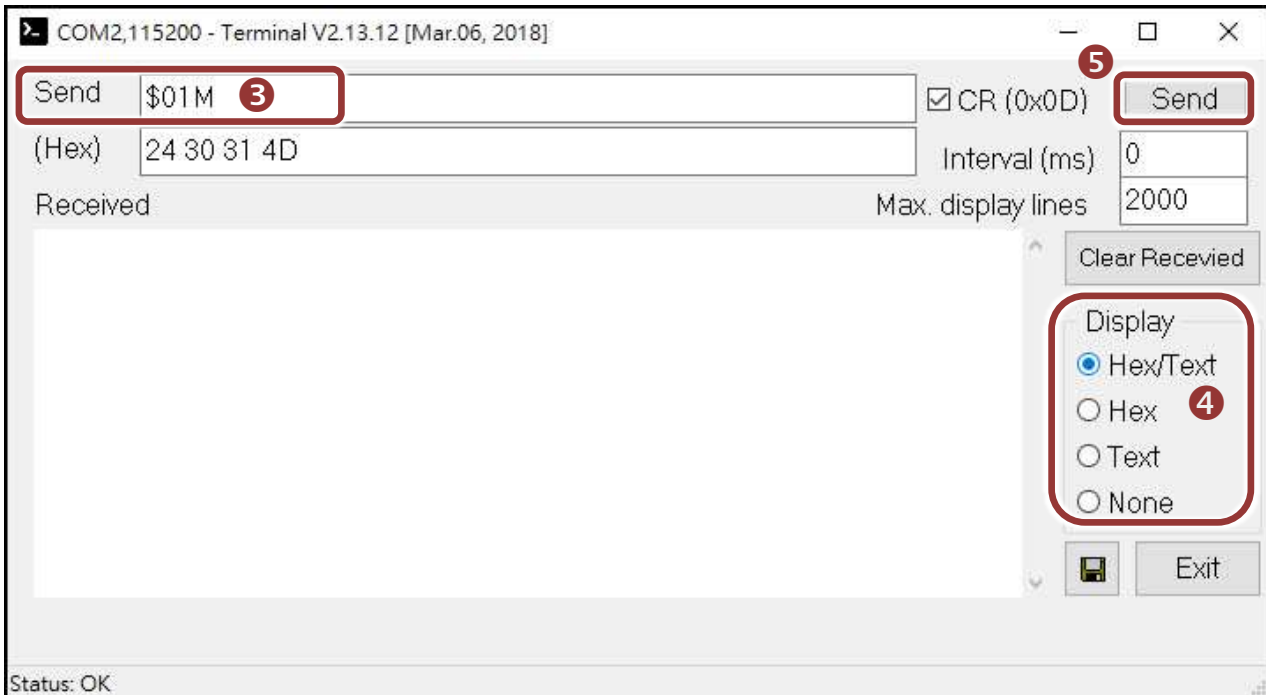 COM2,115200 - Terminal V2.13.12 [Mar.06, 2018]
5
Send $01M 3 CR (0x0D) Send
(Hex) 24 30 31 4D
Interval (ms) 0
Received Max. display lines 2000
Clear Recevied
Display
Hex/Text
Hex 4
Text
None
Exit
Status: OK